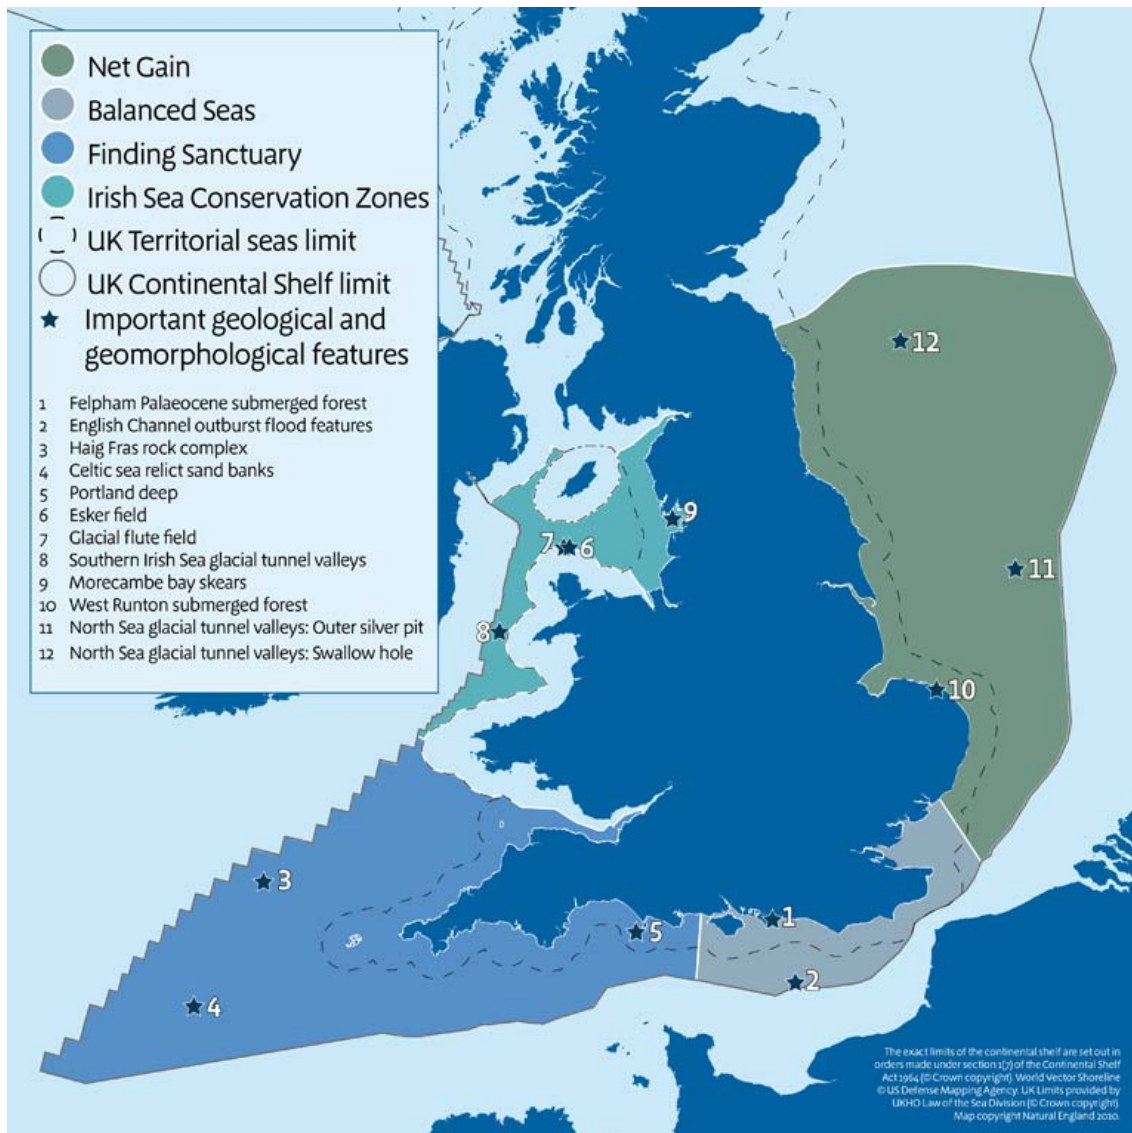 Net Gain
Balanced Seas
Finding Sanctuary
Irish Sea Conservation Zones
UK Territorial seas limit
UK Continental Shelf limit
Important geological and
geomorphological features
1 Felpham Palaeocene submerged forest
2 English Channel outburst flood features
3 Haig Fras rock complex
4 Celtic sea relict sand banks
5 Portland deep
6 Esker field
7 Glacial flute field
8 Southern Irish Sea glacial tunnel valleys
9 Morecambe bay skears
10 West Runton submerged forest
11 North Sea glacial tunnel valleys: Outer silver pit
12 North Sea glacial tunnel valleys: Swallow hole
12
9
7 6
11
8
10
3
1
5
2
4
The exact limits of the continental shelf are set out in
orders made under section 1(7) of the Continental Shelf
Act 1964 (© Crown copyright). World Vector Shoreline
© US Defense Mapping Agency. UK Limits provided by
UKHO Law of the Sea Division (© Crown copyright).
Map copyright Natural England 2010.